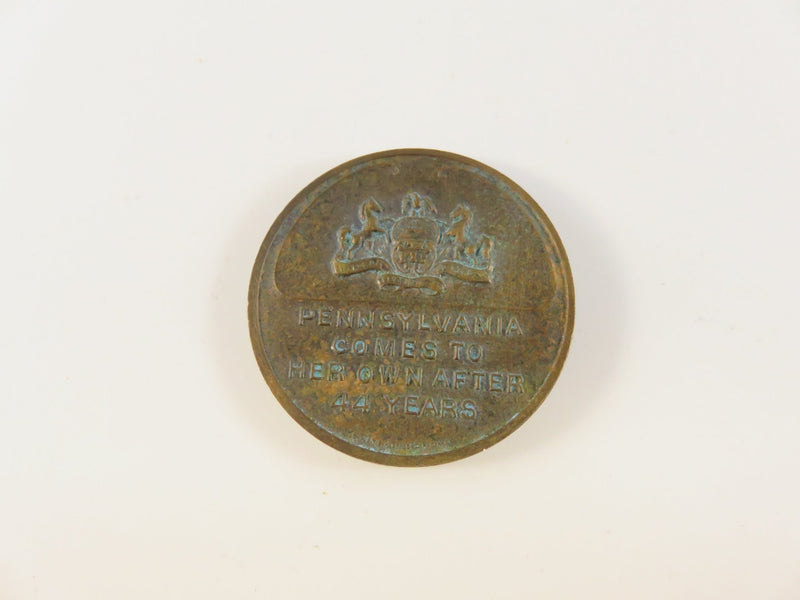 PENNSYLVANIA
COMES TO
HER OWN AFTER
44 YEARS